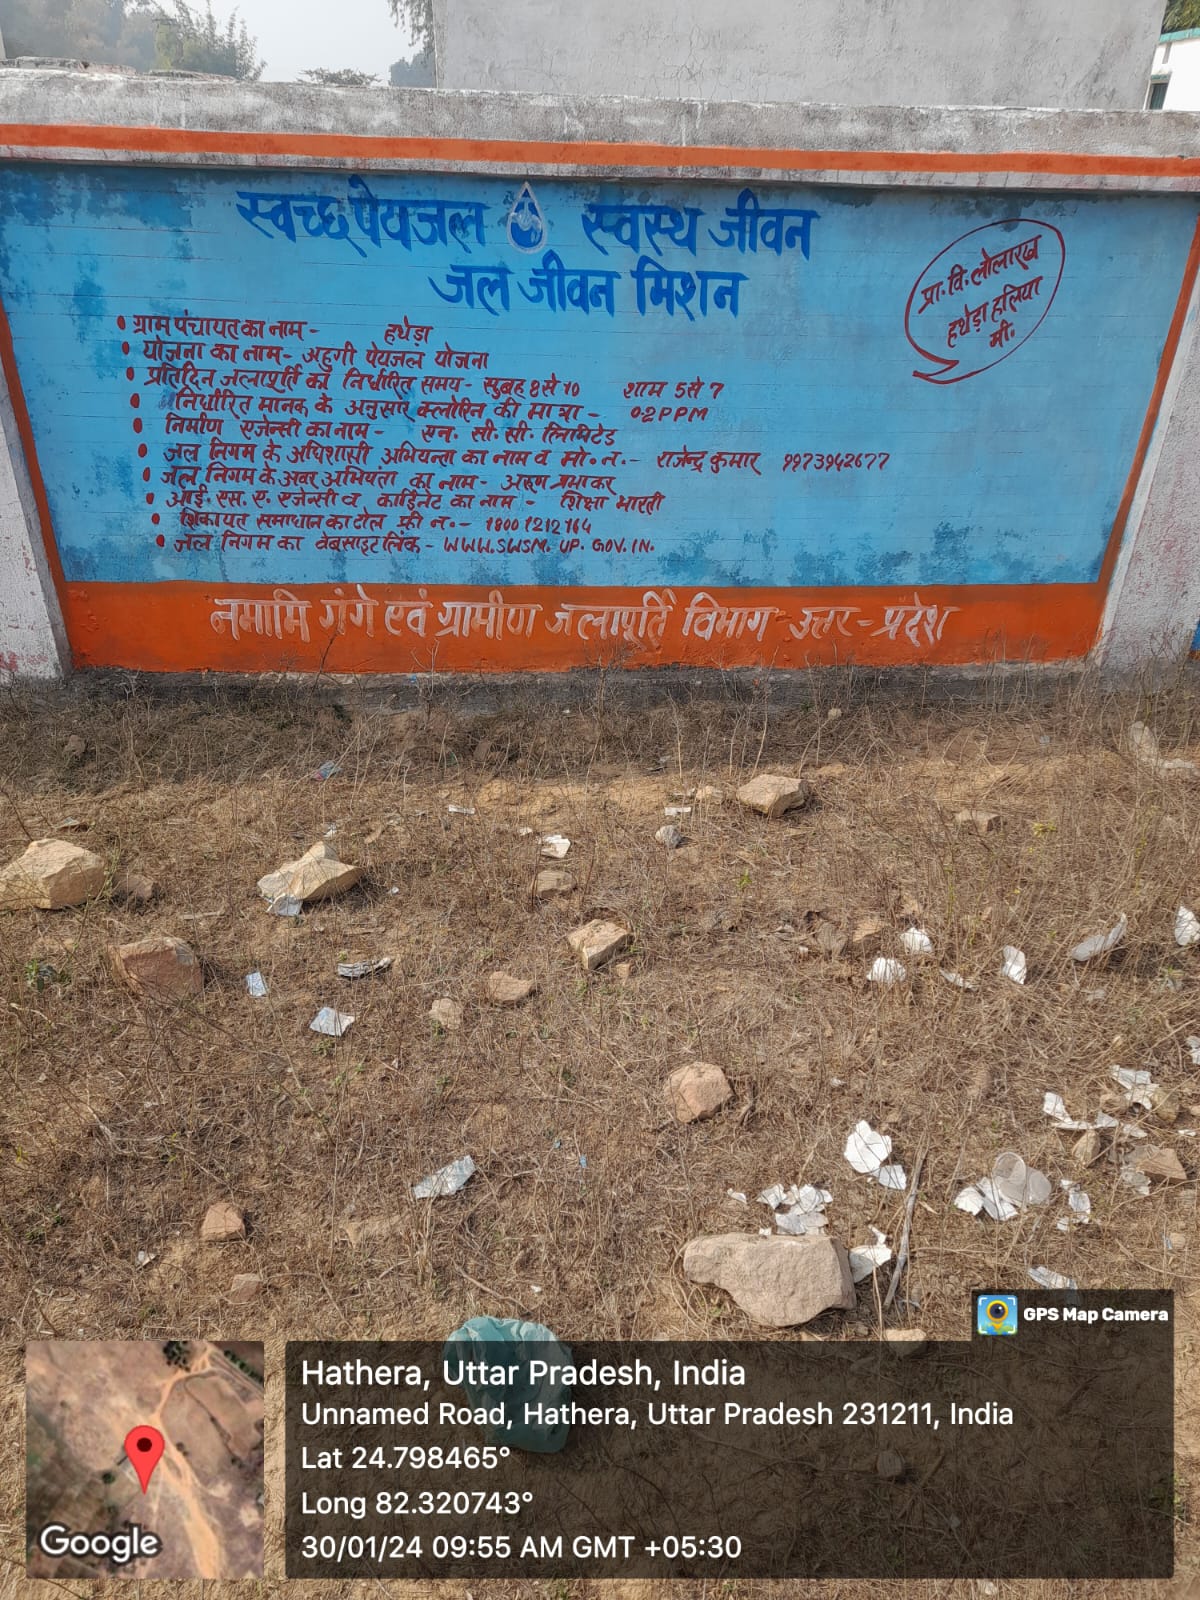 स्वच्छ पेयजल स्वस्थ जीवन
जल जीवन मिशन
प्रा. वि. लोलारख
हथेड़ा हलिया
मी.
• ग्राम पंचायत का नाम - हथेड़ा
• योजना का नाम - अहुगी पेयजल योजना
• प्रतिदिन जलापूर्ति का निर्धारित समय - सुबह 8 से 10 शाम 5 से 7
• निर्धारित मानक के अनुसार क्लोरिन की मात्रा - 0.2 PPM
• निर्माण एजेन्सी का नाम - एन. सी. सी. लिमिटेड
• जल निगम के अधिशासी अभियन्ता का नाम व मो. न. - राजेन्द्र कुमार
• जल निगम के अवर अभियंता का नाम - अरुण प्रभाकर
• आई. एस. ए. एजेन्सी व कार्डिनेट का नाम - शिक्षा भारती
• शिकायत समाधान का टोल फ्री न. - 1800 1212 164
• जल निगम का वेबसाइट लिंक - WWW.SWSM. UP. GOV. IN.
नमामि गंगे एवं ग्रामीण जलापूर्ति विभाग उत्तर - प्रदेश
GPS Map Camera
Hathera, Uttar Pradesh, India
Unnamed Road, Hathera, Uttar Pradesh 231211, India
Lat 24.798465°
Long 82.320743°
30/01/24 09:55 AM GMT +05:30
Google